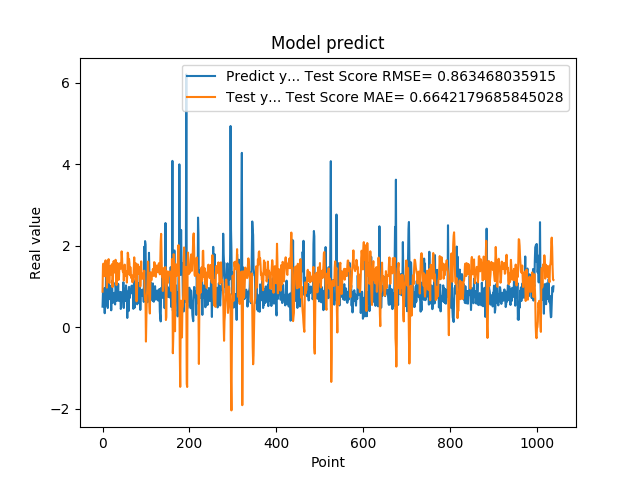 Model predict
Predict y... Test Score RMSE= 0.863468035915
Test y... Test Score MAE= 0.6642179685845028
Real value
6
4
2
0
−2
0 200 400 600 800 1000
Point